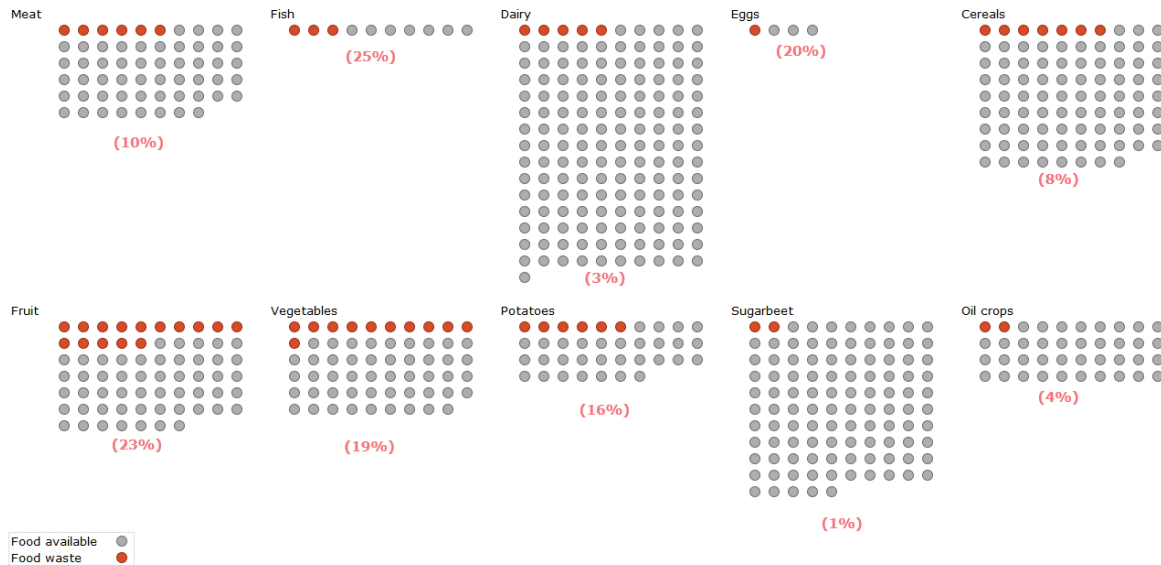 Meat
Fish
Dairy
Eggs
Cereals
(25%)
(20%)
(10%)
(8%)
(3%)
Fruit
Vegetables
Potatoes
Sugarbeet
Oil crops
(4%)
(16%)
(23%)
(19%)
(1%)
Food available
Food waste